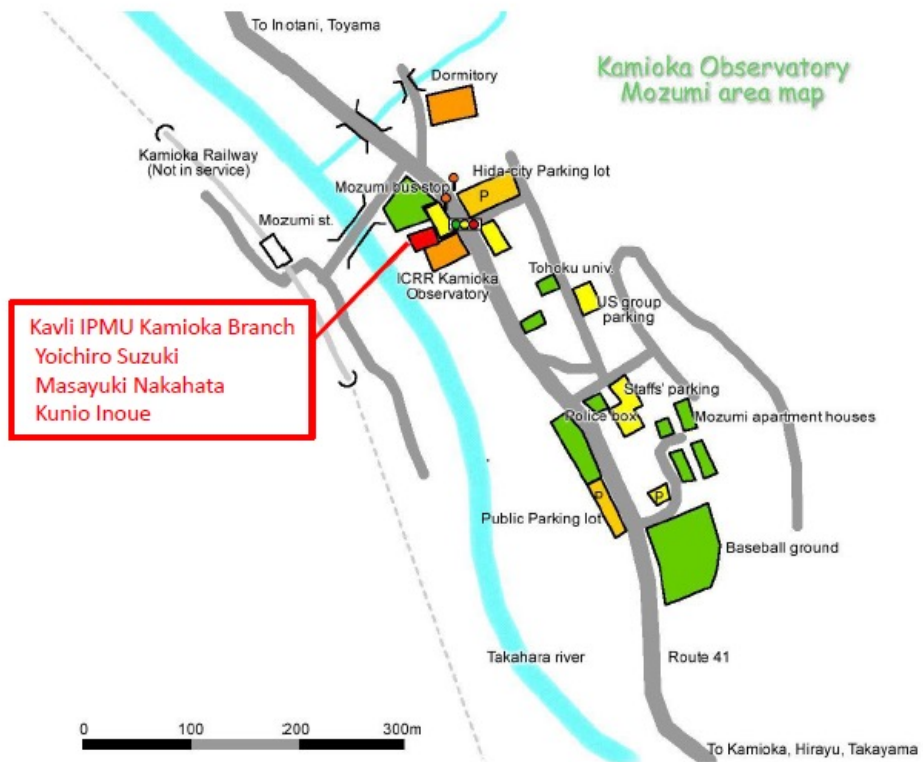 To Inotani, Toyama
Kamioka Observatory
Mozumi area map
Dormitory
Kamioka Railway
(Not in service)
Hida-city Parking lot
Mozumi bus stop
P
Mozumi st.
ICRR Kamioka
Observatory
Tohoku univ.
US group
parking
Kavli IPMU Kamioka Branch
Yoichiro Suzuki
Masayuki Nakahata
Kunio Inoue
Staffs' parking
Police box
Mozumi apartment houses
P
P
Public Parking lot
Baseball ground
Takahara river
Route 41
0 100 200 300m
To Kamioka, Hirayu, Takayama